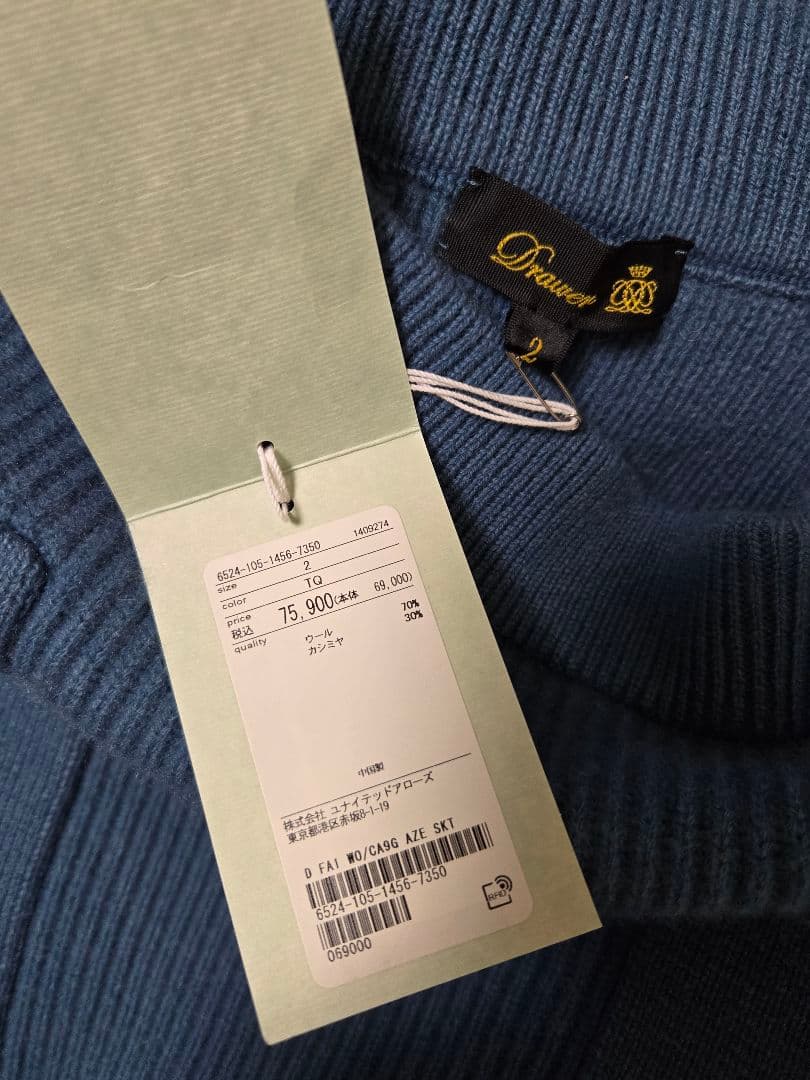 Drawer
2
6524-105-1456-7350 1409274
size 2
color TQ
price 税込 75,900(本体 69,000)
quality ウール 70%
カシミヤ 30%
中国製
株式会社 ユナイテッドアローズ
東京都港区赤坂8-1-19
D FA1 WO/CA9G AZE SKT
6524-105-1456-7350
069000
RFID